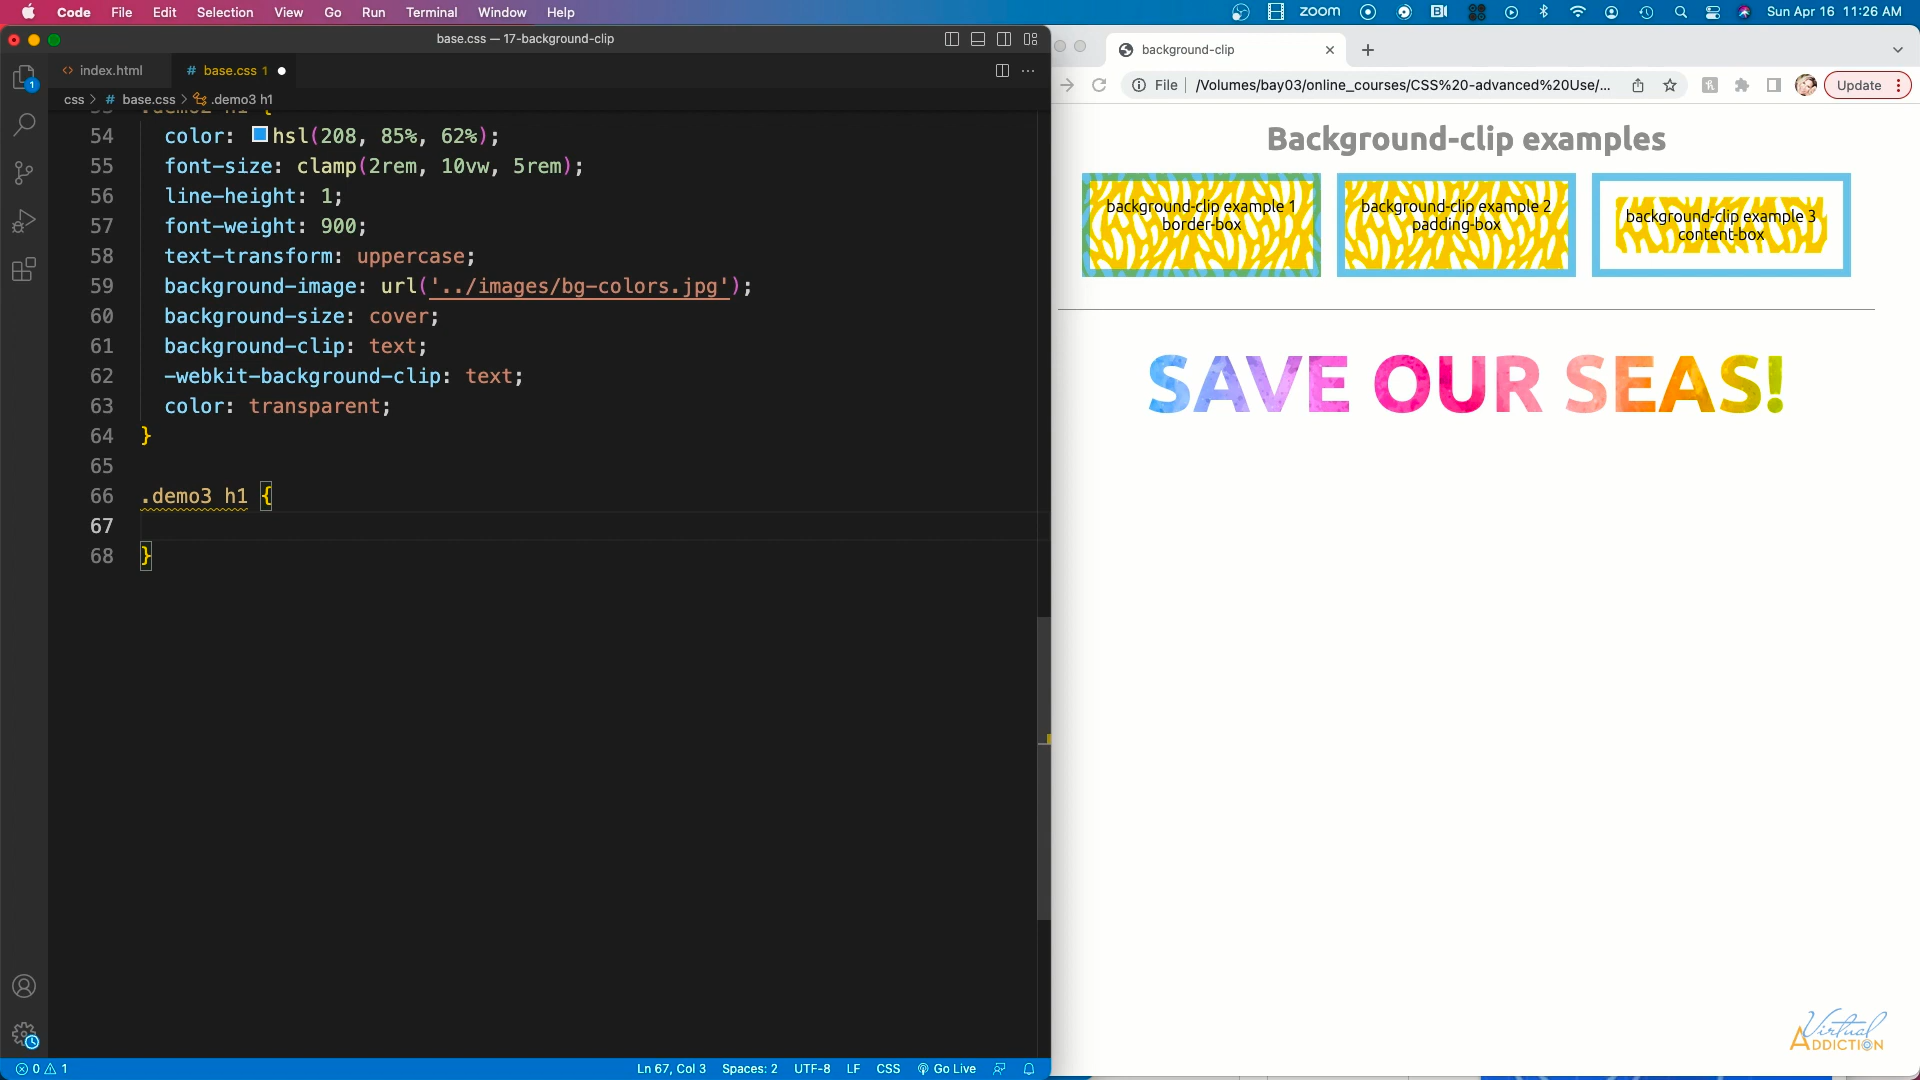 Code File Edit Selection View Go Run Terminal Window Help
zoom Sun Apr 16 11:26 AM
base.css — 17-background-clip
index.html # base.css 1
css > # base.css > .demo3 h1
54 color: hsl(208, 85%, 62%);
55 font-size: clamp(2rem, 10vw, 5rem);
56 line-height: 1;
57 font-weight: 900;
58 text-transform: uppercase;
59 background-image: url('../images/bg-colors.jpg');
60 background-size: cover;
61 background-clip: text;
62 -webkit-background-clip: text;
63 color: transparent;
64 }
65
66 .demo3 h1 {
67
68 }
0 1 Ln 67, Col 3 Spaces: 2 UTF-8 LF CSS Go Live
background-clip
File /Volumes/bay03/online_courses/CSS%20-advanced%20Use/... Update
Background-clip examples
background-clip example 1
border-box
background-clip example 2
padding-box
background-clip example 3
content-box
SAVE OUR SEAS!
Virtual
ADDICTION